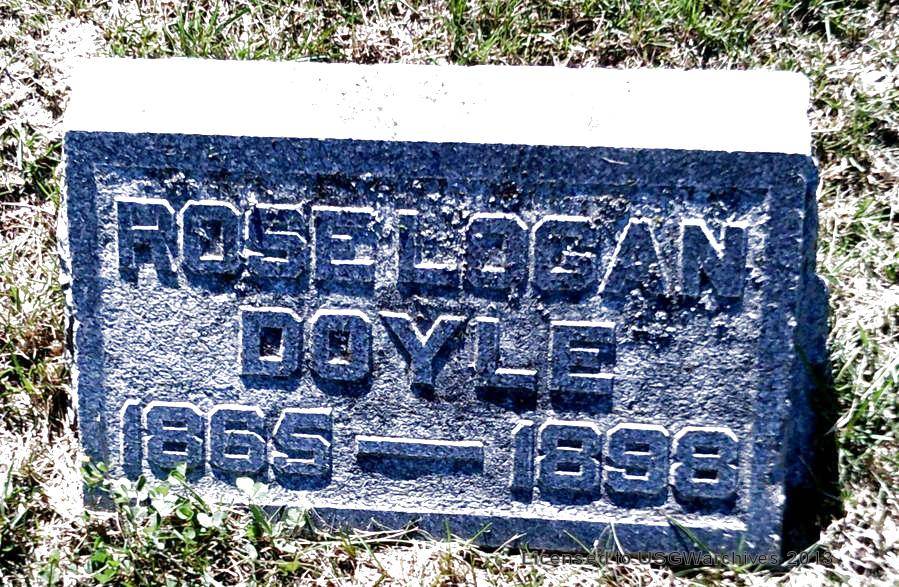 ROSE LOGAN
DOYLE
1865 — 1898
Licensed to USGWarchives 2013